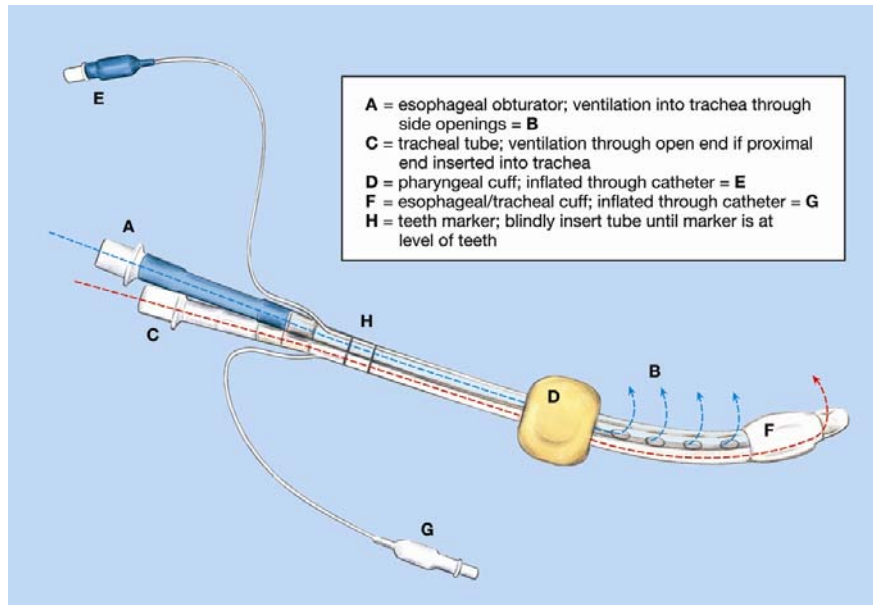 E
A = esophageal obturator; ventilation into trachea through
side openings = B
C = tracheal tube; ventilation through open end if proximal
end inserted into trachea
D = pharyngeal cuff; inflated through catheter = E
F = esophageal/tracheal cuff; inflated through catheter = G
H = teeth marker; blindly insert tube until marker is at
level of teeth
A
C
H
D
B
F
G